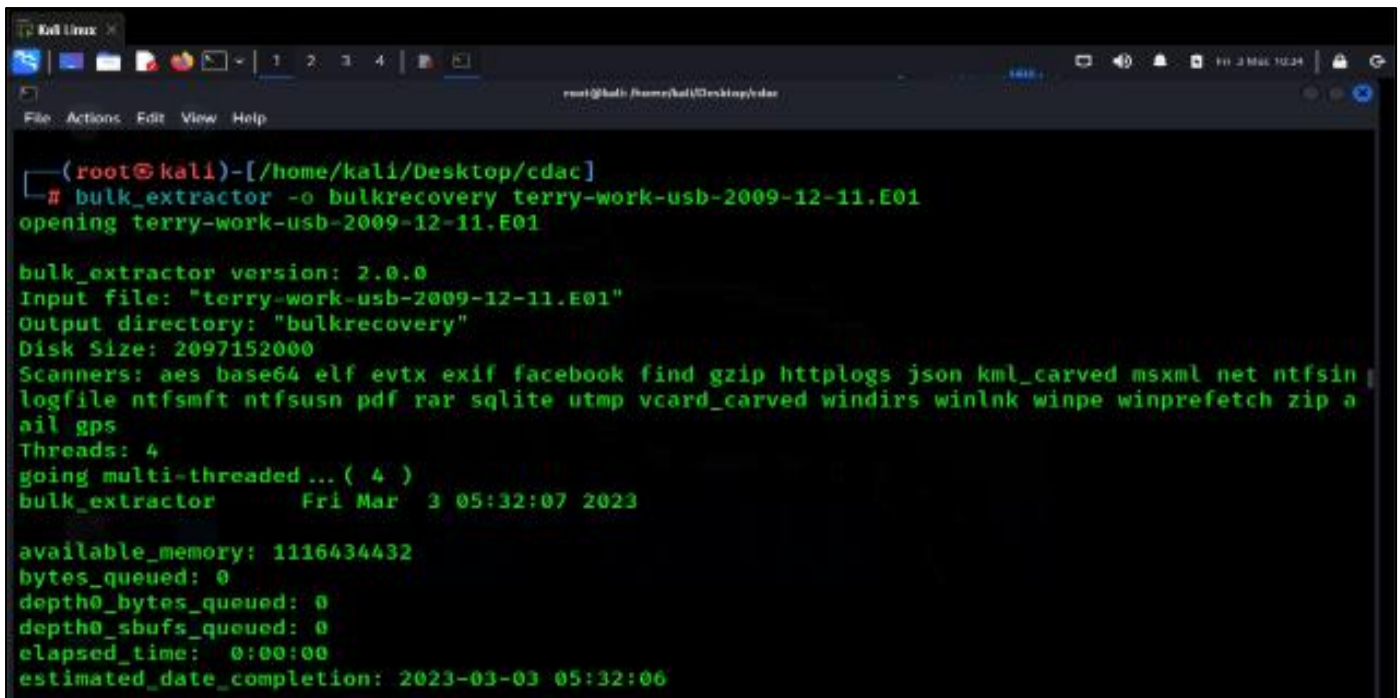 Kali Linux
1 2 3 4
root@kali: /home/kali/Desktop/cdac
File Actions Edit View Help
(root㉿kali)-[/home/kali/Desktop/cdac]
# bulk_extractor -o bulkrecovery terry-work-usb-2009-12-11.E01
opening terry-work-usb-2009-12-11.E01
bulk_extractor version: 2.0.0
Input file: "terry-work-usb-2009-12-11.E01"
Output directory: "bulkrecovery"
Disk Size: 2097152000
Scanners: aes base64 elf evtx exif facebook find gzip httplogs json kml_carved msxml net ntfsin
logfile ntfsmft ntfsusn pdf rar sqlite utmp vcard_carved windirs winlnk winpe winprefetch zip a
ail gps
Threads: 4
going multi-threaded...( 4 )
bulk_extractor Fri Mar 3 05:32:07 2023
available_memory: 1116434432
bytes_queued: 0
depth0_bytes_queued: 0
depth0_sbufs_queued: 0
elapsed_time: 0:00:00
estimated_date_completion: 2023-03-03 05:32:06